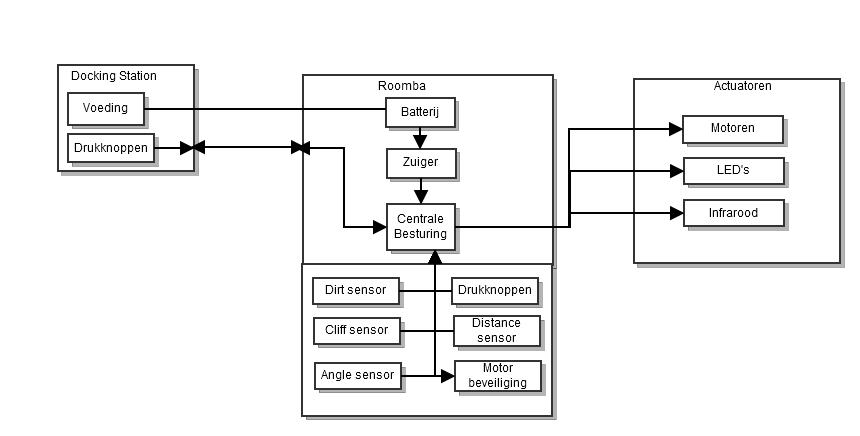 Docking Station
Voeding
Drukknoppen
Roomba
Batterij
Zuiger
Centrale
Besturing
Dirt sensor
Drukknoppen
Cliff sensor
Distance
sensor
Angle sensor
Motor
beveiliging
Actuatoren
Motoren
LED's
Infrarood